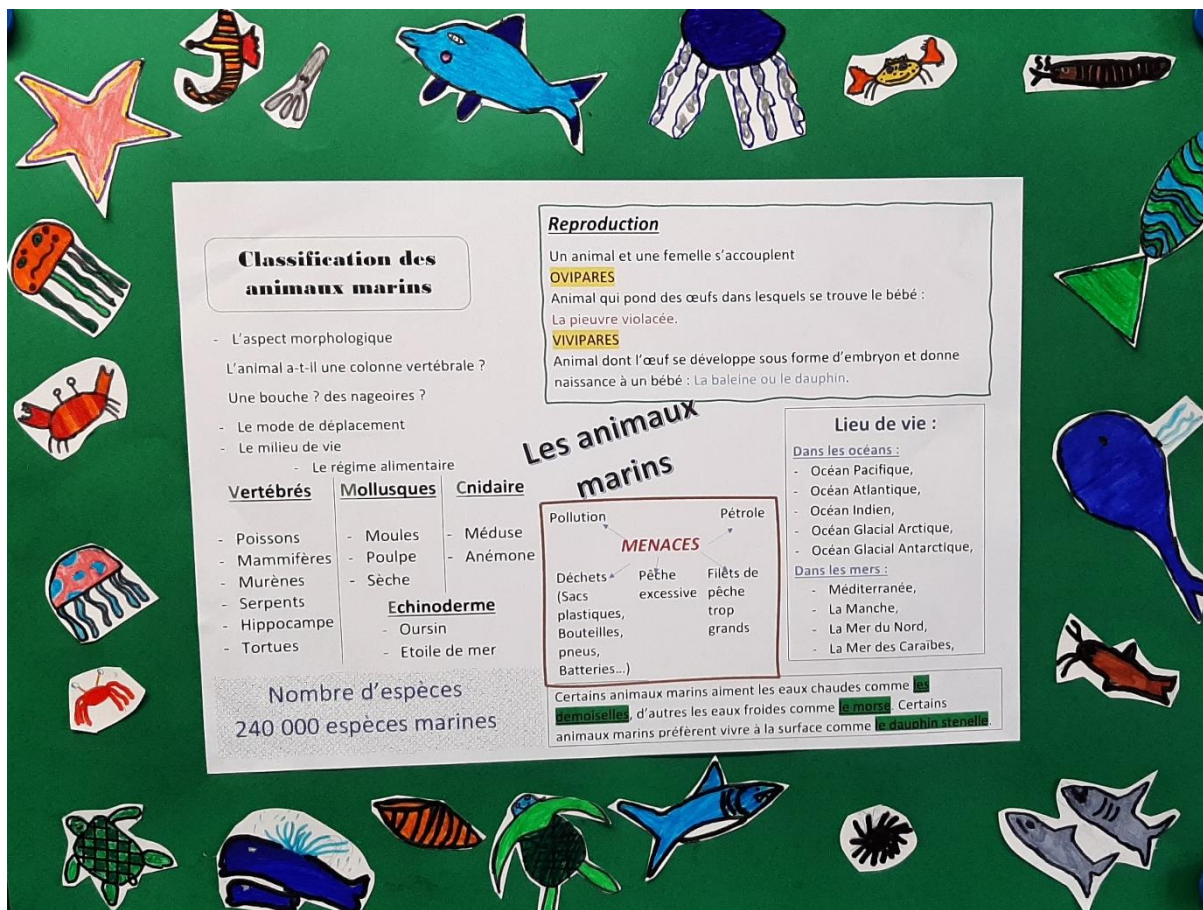 Classification des
animaux marins
- L'aspect morphologique
L'animal a-t-il une colonne vertébrale ?
Une bouche ? des nageoires ?
- Le mode de déplacement
- Le milieu de vie
- Le régime alimentaire
Vertébrés
- Poissons
- Mammifères
- Murènes
- Serpents
- Hippocampe
- Tortues
Mollusques
- Moules
- Poulpe
- Sèche
Cnidaire
- Méduse
- Anémone
Echinoderme
- Oursin
- Etoile de mer
Nombre d'espèces
240 000 espèces marines
Reproduction
Un animal et une femelle s'accouplent
OVIPARES
Animal qui pond des œufs dans lesquels se trouve le bébé :
La pieuvre violacée.
VIVIPARES
Animal dont l'œuf se développe sous forme d'embryon et donne
naissance à un bébé : La baleine ou le dauphin.
Les animaux
marins
Pollution
Pétrole
MENACES
Déchets
(Sacs
plastiques,
Bouteilles,
pneus,
Batteries...)
Pêche
excessive
Filets de
pêche
trop
grands
Lieu de vie :
Dans les océans :
- Océan Pacifique,
- Océan Atlantique,
- Océan Indien,
- Océan Glacial Arctique,
- Océan Glacial Antarctique,
Dans les mers :
- Méditerranée,
- La Manche,
- La Mer du Nord,
- La Mer des Caraïbes,
Certains animaux marins aiment les eaux chaudes comme les
demoiselles, d'autres les eaux froides comme le morse. Certains
animaux marins préfèrent vivre à la surface comme le dauphin stenelle.